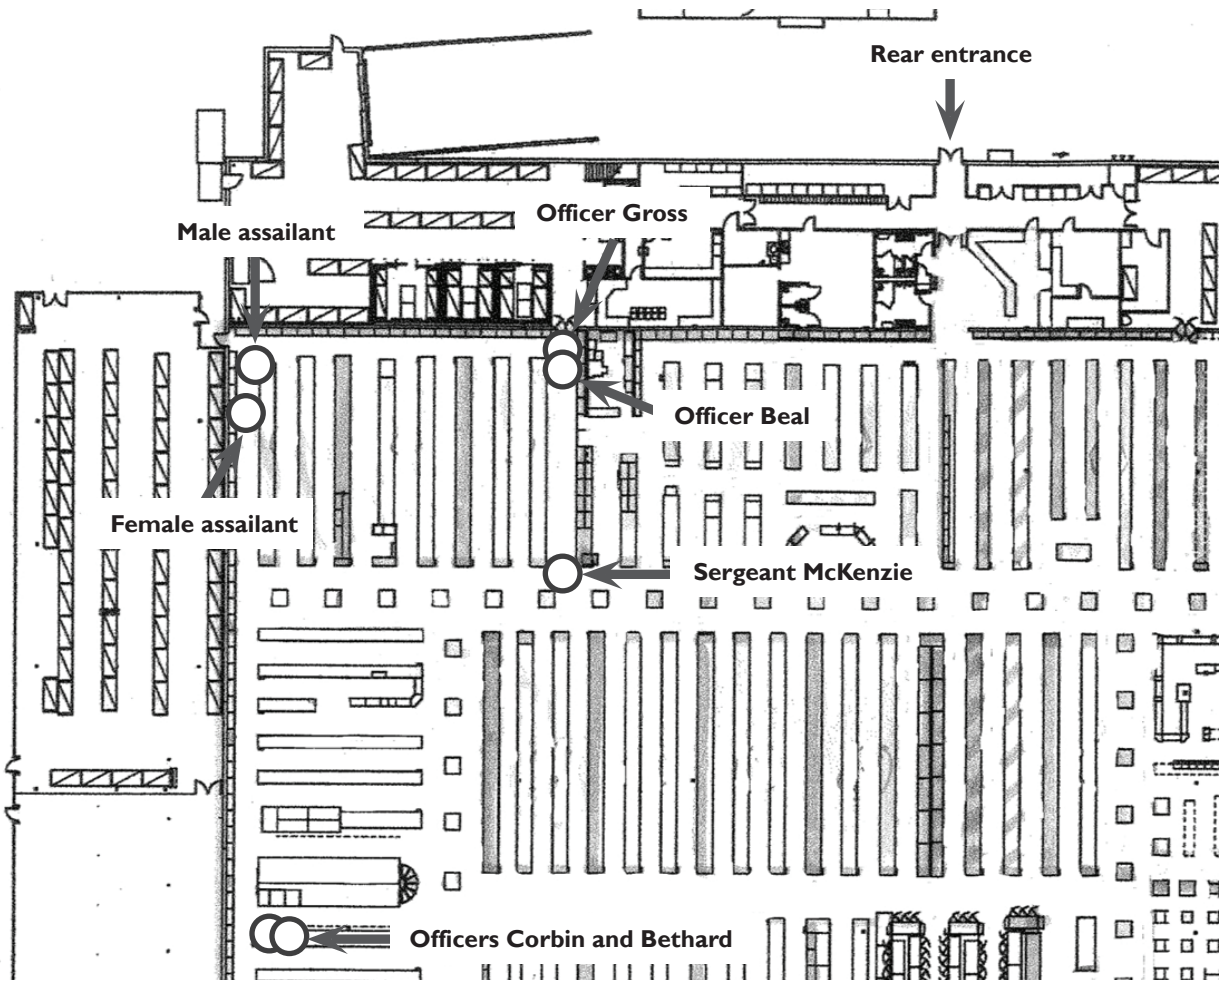 Rear entrance
Officer Gross
Male assailant
Officer Beal
Female assailant
Sergeant McKenzie
Officers Corbin and Bethard